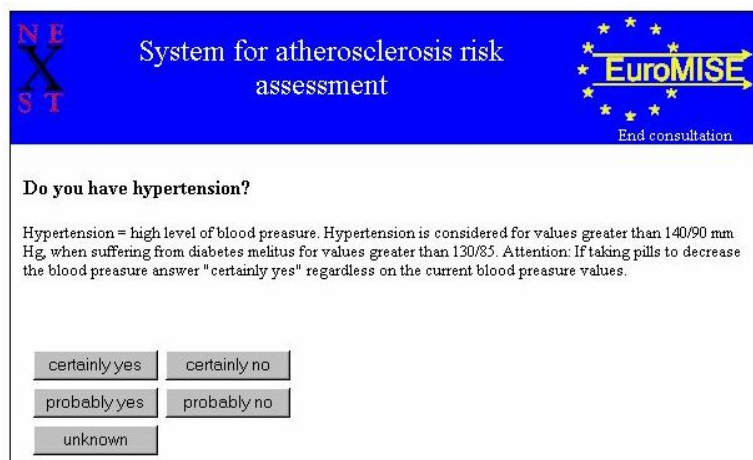 NE
X
ST
System for atherosclerosis risk
assessment
EuroMISE
End consultation
Do you have hypertension?
Hypertension = high level of blood preasure. Hypertension is considered for values greater than 140/90 mm
Hg, when suffering from diabetes melitus for values greater than 130/85. Attention: If taking pills to decrease
the blood preasure answer "certainly yes" regardless on the current blood preasure values.
certainly yes
certainly no
probably yes
probably no
unknown